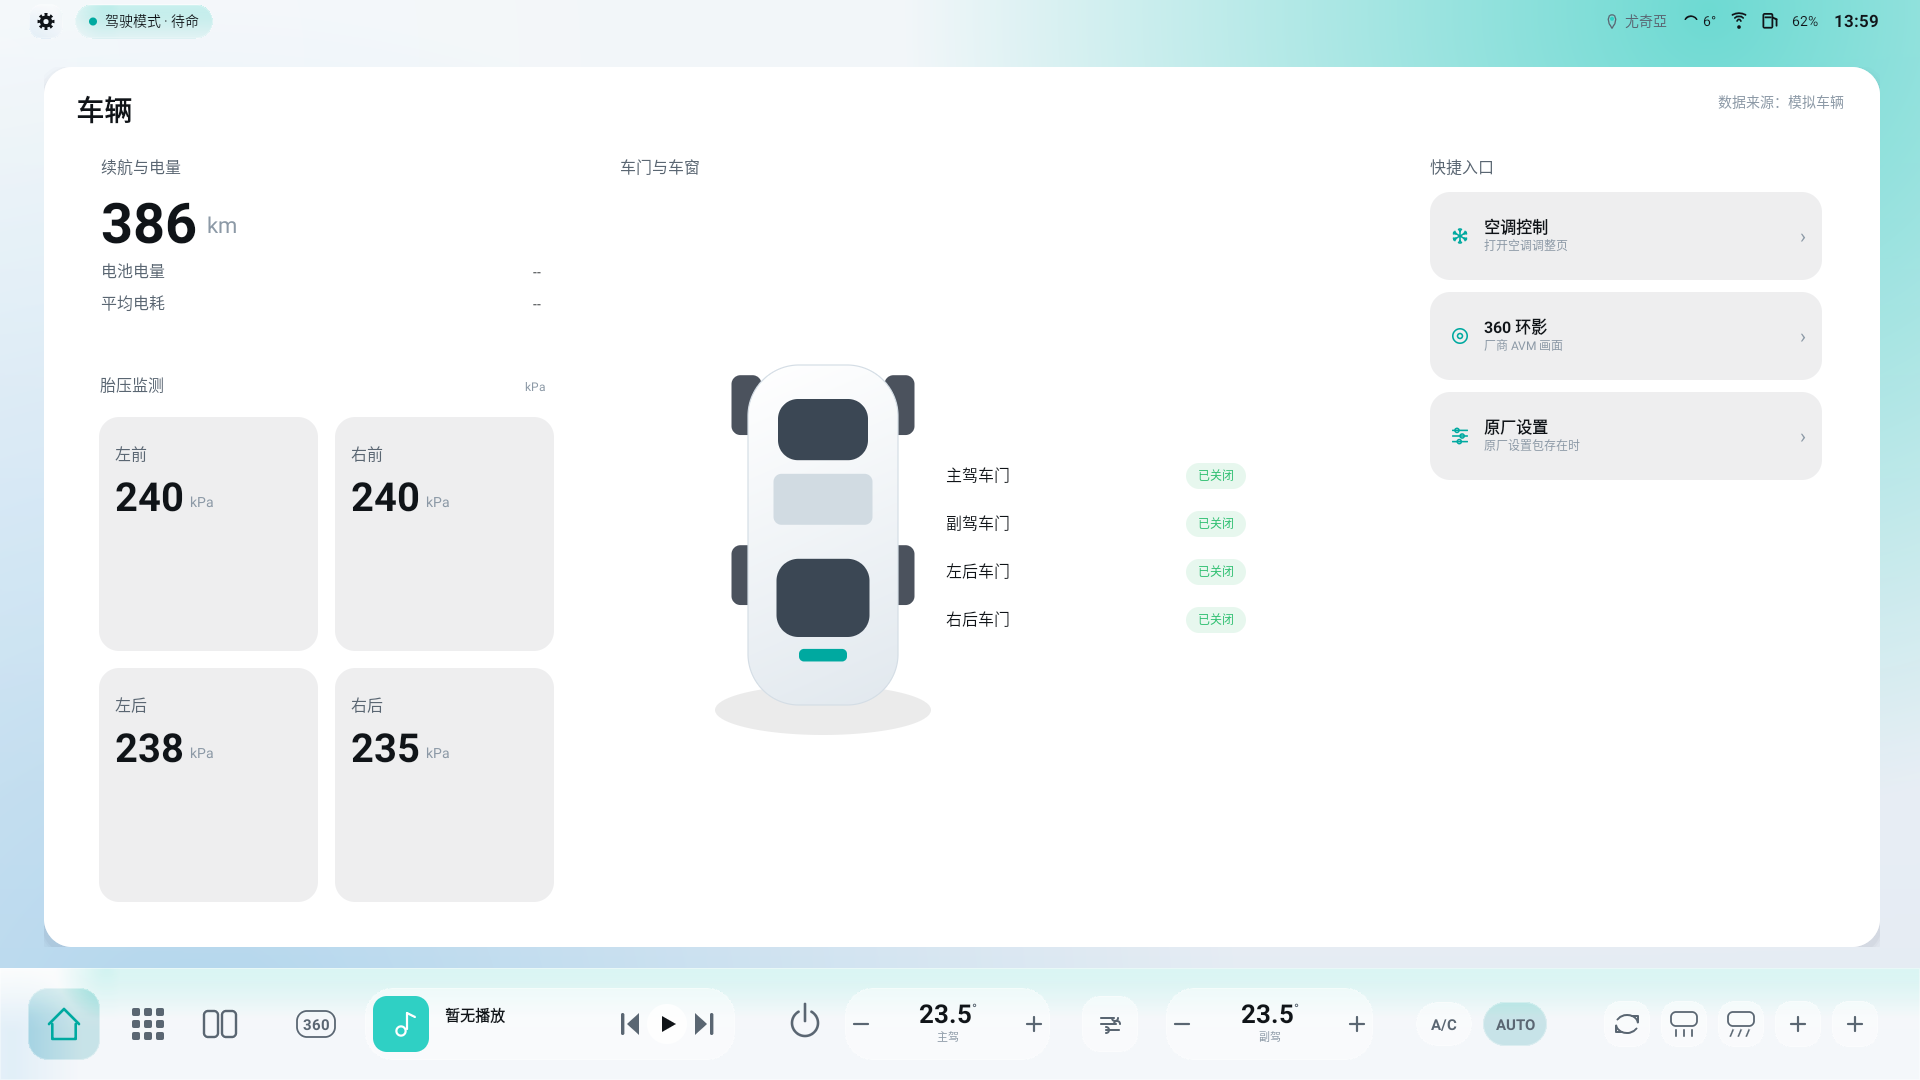 驾驶模式 · 待命
尤奇亞
6°
62%
13:59
车辆
数据来源：模拟车辆
续航与电量
386 km
电池电量 --
平均电耗 --
胎压监测 kPa
左前
240 kPa
右前
240 kPa
左后
238 kPa
右后
235 kPa
车门与车窗
主驾车门 已关闭
副驾车门 已关闭
左后车门 已关闭
右后车门 已关闭
快捷入口
空调控制
打开空调调整页
360 环影
厂商 AVM 画面
原厂设置
原厂设置包存在时
360
暂无播放
23.5°
主驾
23.5°
副驾
A/C
AUTO